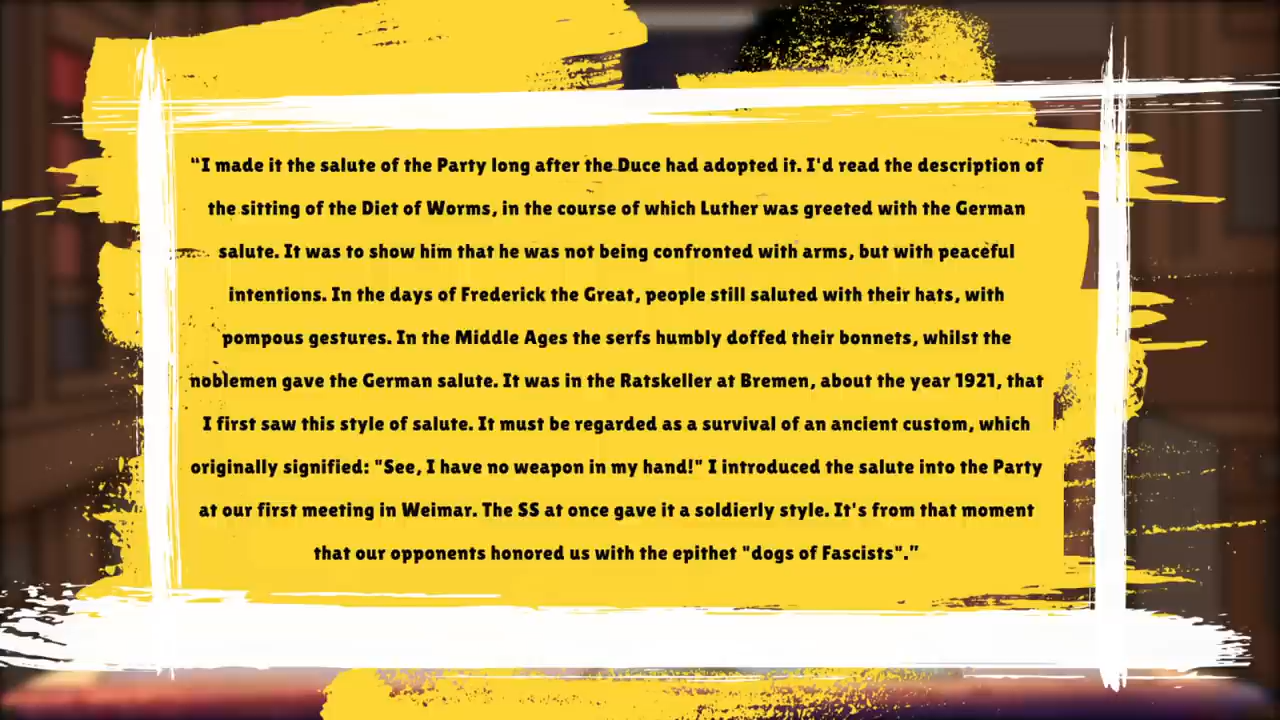 “I made it the salute of the Party long after the Duce had adopted it. I'd read the description of
the sitting of the Diet of Worms, in the course of which Luther was greeted with the German
salute. It was to show him that he was not being confronted with arms, but with peaceful
intentions. In the days of Frederick the Great, people still saluted with their hats, with
pompous gestures. In the Middle Ages the serfs humbly doffed their bonnets, whilst the
noblemen gave the German salute. It was in the Ratskeller at Bremen, about the year 1921, that
I first saw this style of salute. It must be regarded as a survival of an ancient custom, which
originally signified: "See, I have no weapon in my hand!" I introduced the salute into the Party
at our first meeting in Weimar. The SS at once gave it a soldierly style. It's from that moment
that our opponents honored us with the epithet "dogs of Fascists".”